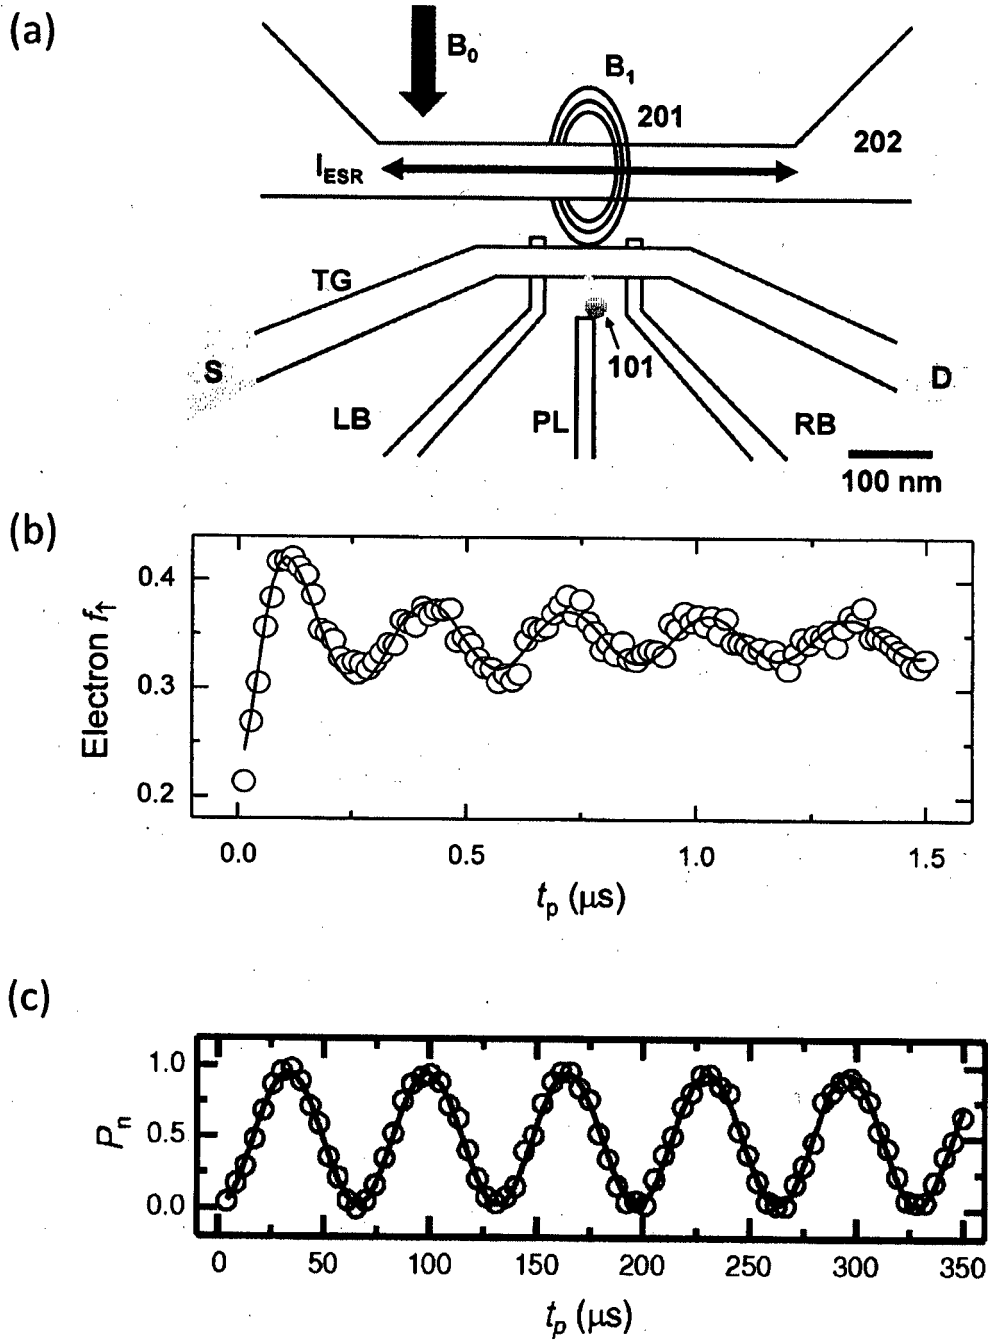 (a)
B0
B1
201
202
IESR
TG
S
101
D
LB
PL
RB
100 nm
(b)
Electron f↑
0.4
0.3
0.2
0.0
0.5
1.0
1.5
tp (μs)
(c)
Pn
1.0
0.5
0.0
0
50
100
150
200
250
300
350
tp (μs)